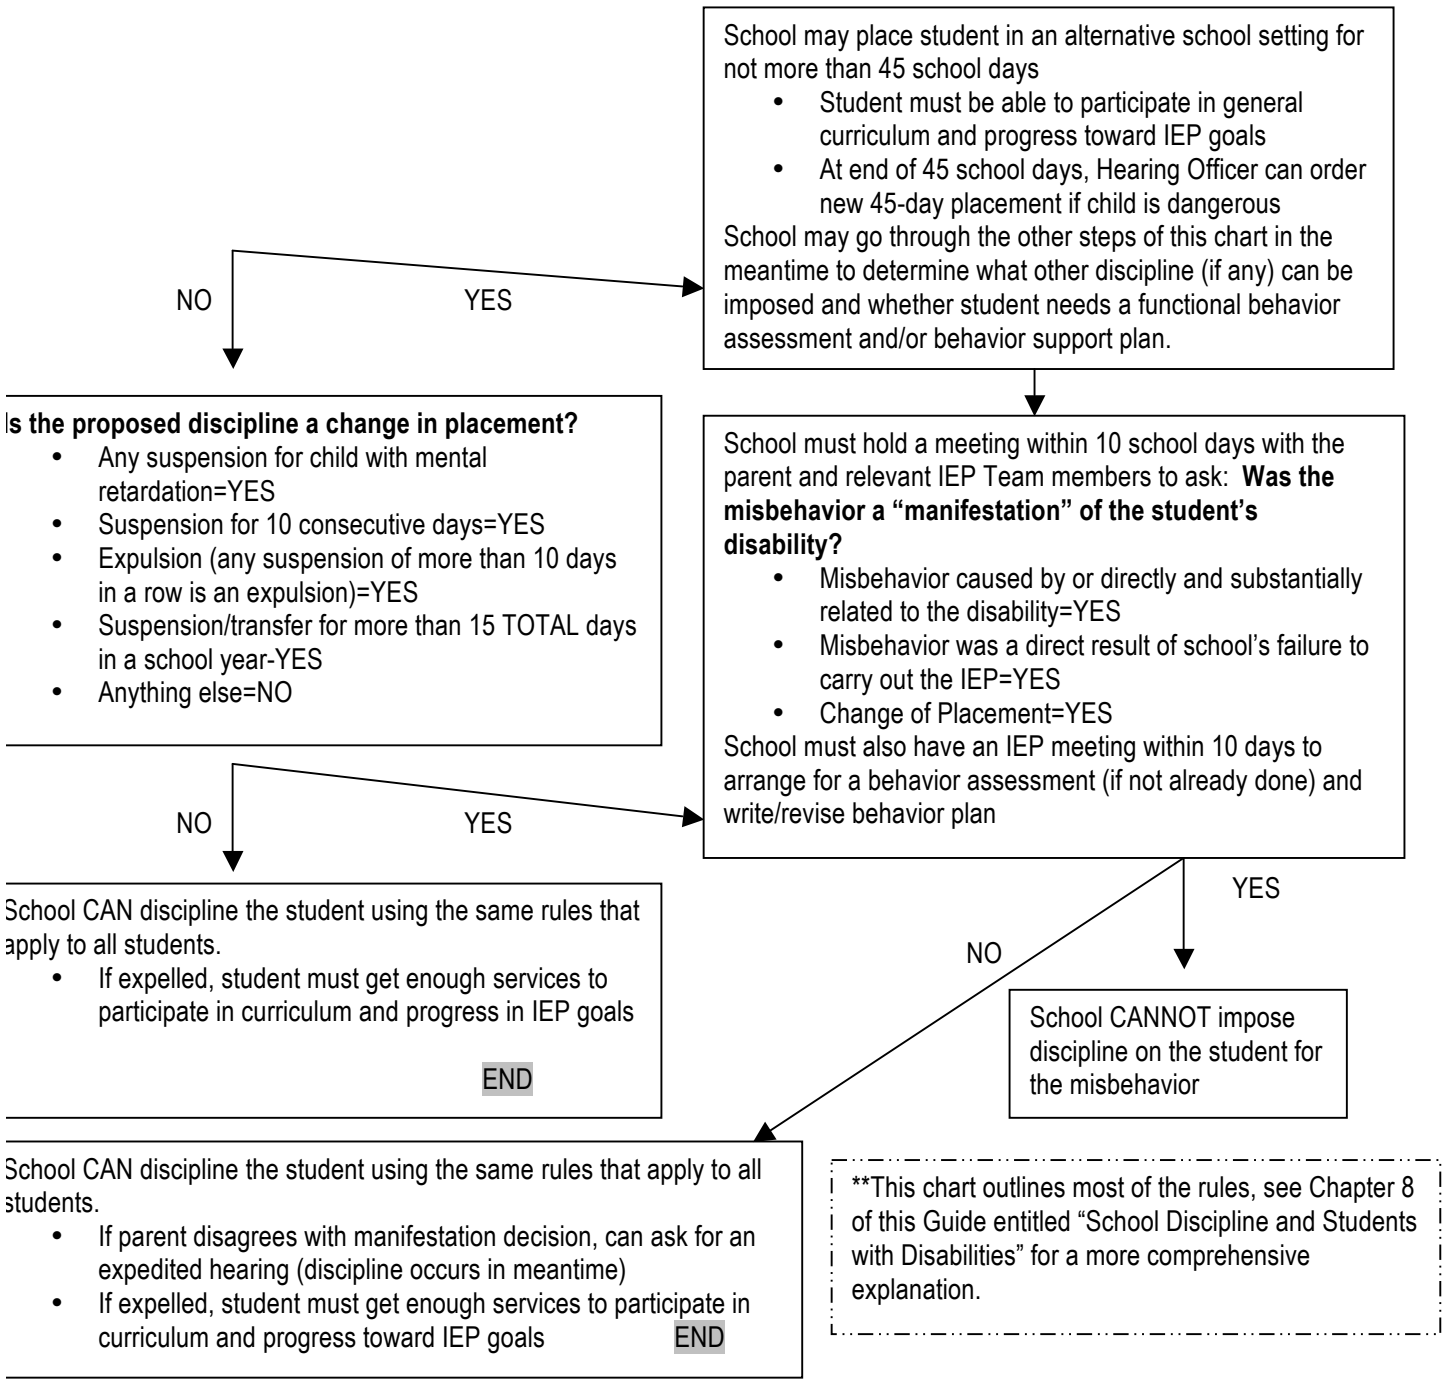 School may place student in an alternative school setting for
not more than 45 school days
• Student must be able to participate in general
curriculum and progress toward IEP goals
• At end of 45 school days, Hearing Officer can order
new 45-day placement if child is dangerous
School may go through the other steps of this chart in the
meantime to determine what other discipline (if any) can be
imposed and whether student needs a functional behavior
assessment and/or behavior support plan.
NO
YES
Is the proposed discipline a change in placement?
• Any suspension for child with mental
retardation=YES
• Suspension for 10 consecutive days=YES
• Expulsion (any suspension of more than 10 days
in a row is an expulsion)=YES
• Suspension/transfer for more than 15 TOTAL days
in a school year-YES
• Anything else=NO
School must hold a meeting within 10 school days with the
parent and relevant IEP Team members to ask: Was the
misbehavior a “manifestation” of the student’s
disability?
• Misbehavior caused by or directly and substantially
related to the disability=YES
• Misbehavior was a direct result of school’s failure to
carry out the IEP=YES
• Change of Placement=YES
School must also have an IEP meeting within 10 days to
arrange for a behavior assessment (if not already done) and
write/revise behavior plan
NO
YES
School CAN discipline the student using the same rules that
apply to all students.
• If expelled, student must get enough services to
participate in curriculum and progress in IEP goals
END
YES
NO
School CANNOT impose
discipline on the student for
the misbehavior
School CAN discipline the student using the same rules that apply to all
students.
• If parent disagrees with manifestation decision, can ask for an
expedited hearing (discipline occurs in meantime)
• If expelled, student must get enough services to participate in
curriculum and progress toward IEP goals END
**This chart outlines most of the rules, see Chapter 8
of this Guide entitled “School Discipline and Students
with Disabilities” for a more comprehensive
explanation.